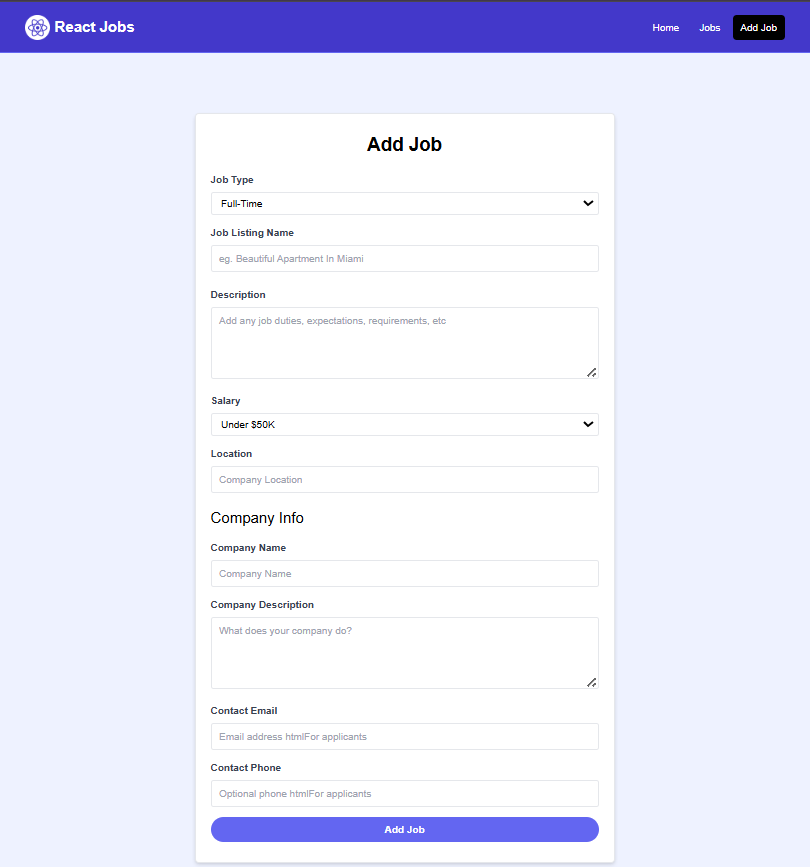 React Jobs
Home
Jobs
Add Job
Add Job
Job Type
Full-Time
Job Listing Name
eg. Beautiful Apartment In Miami
Description
Add any job duties, expectations, requirements, etc
Salary
Under $50K
Location
Company Location
Company Info
Company Name
Company Name
Company Description
What does your company do?
Contact Email
Email address htmlFor applicants
Contact Phone
Optional phone htmlFor applicants
Add Job